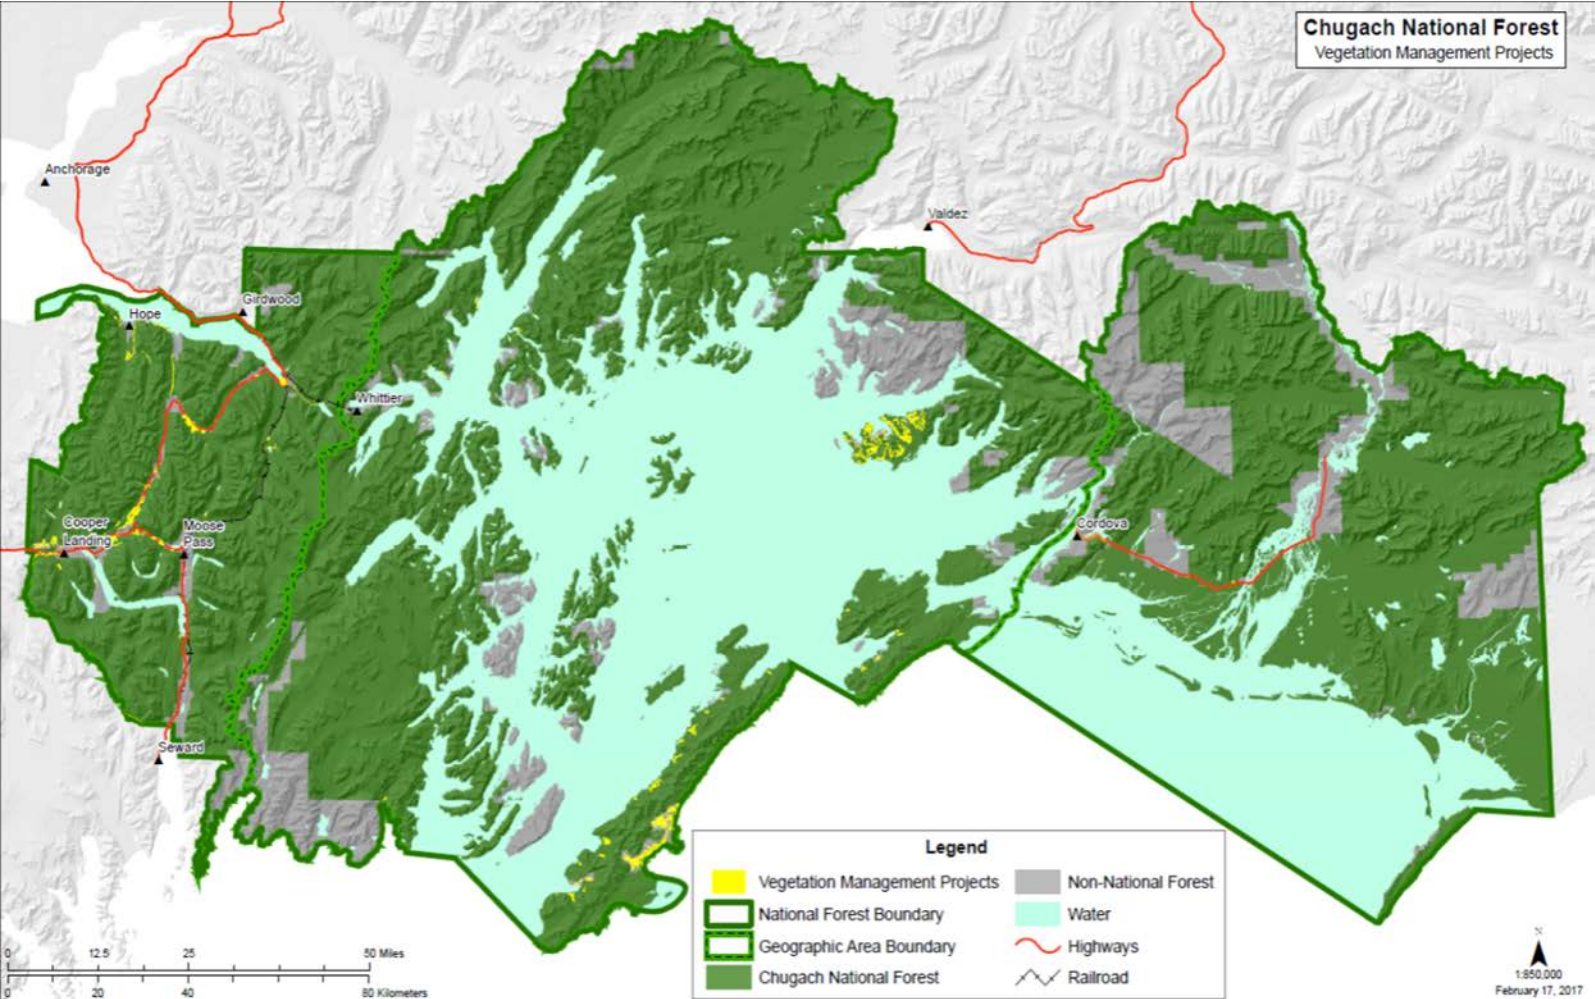 Chugach National Forest
Vegetation Management Projects
Anchorage
Valdez
Girdwood
Hope
Whittier
Cooper
Landing
Moose
Pass
Cordova
Seward
Legend
Vegetation Management Projects
Non-National Forest
National Forest Boundary
Water
Geographic Area Boundary
Highways
Chugach National Forest
Railroad
0 12.5 25 50 Miles
0 20 40 80 Kilometers
N
1:850,000
February 17, 2017